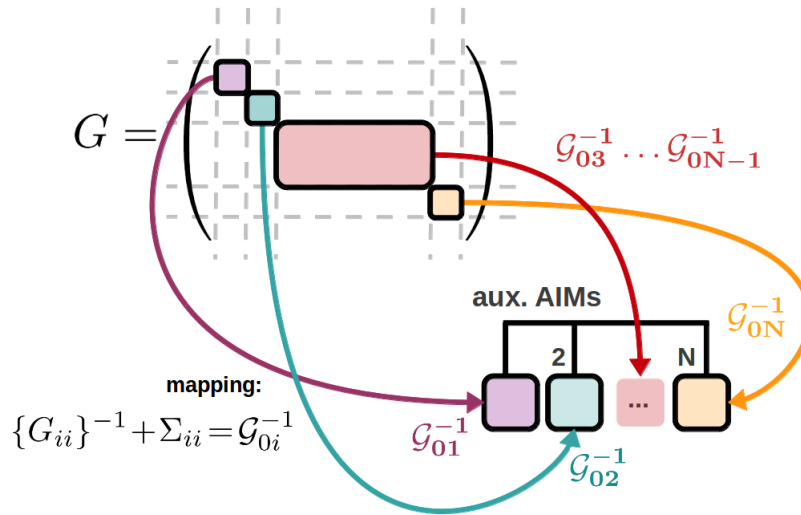 G =
𝒢₀₃⁻¹ ... 𝒢₀N₋₁⁻¹
aux. AIMs
𝒢₀N⁻¹
2
N
mapping:
{Gᵢᵢ}⁻¹ + Σᵢᵢ = 𝒢₀ᵢ⁻¹
...
𝒢₀₁⁻¹
𝒢₀₂⁻¹